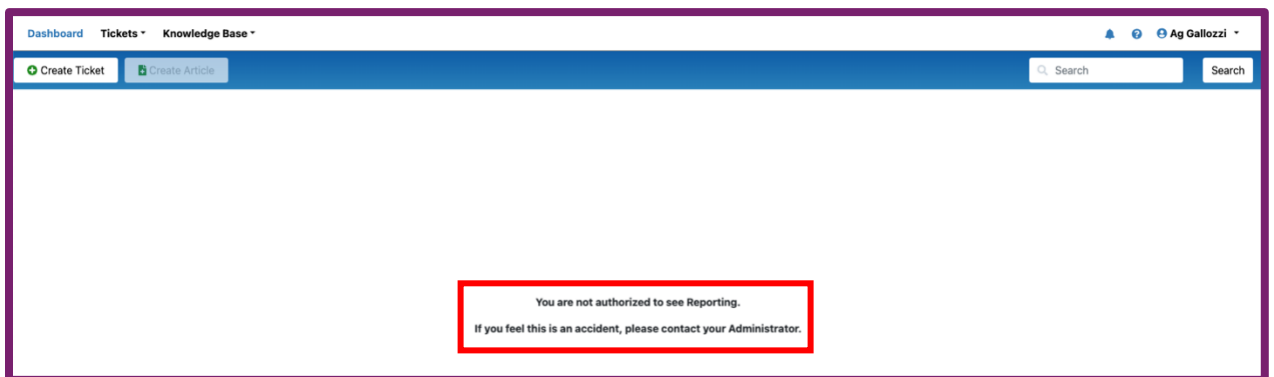 Dashboard Tickets Knowledge Base Ag Gallozzi
Create Ticket Create Article Search Search
You are not authorized to see Reporting.
If you feel this is an accident, please contact your Administrator.